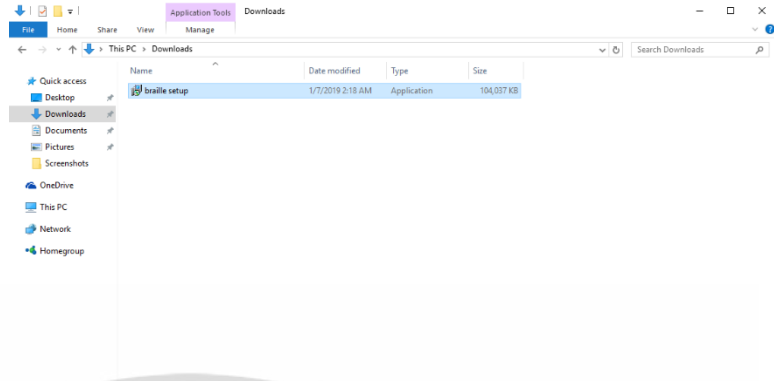 Application Tools Downloads
File Home Share View Manage
This PC > Downloads
Search Downloads
Name Date modified Type Size
braille setup 1/7/2019 2:18 AM Application 104,037 KB
Quick access
Desktop
Downloads
Documents
Pictures
Screenshots
OneDrive
This PC
Network
Homegroup